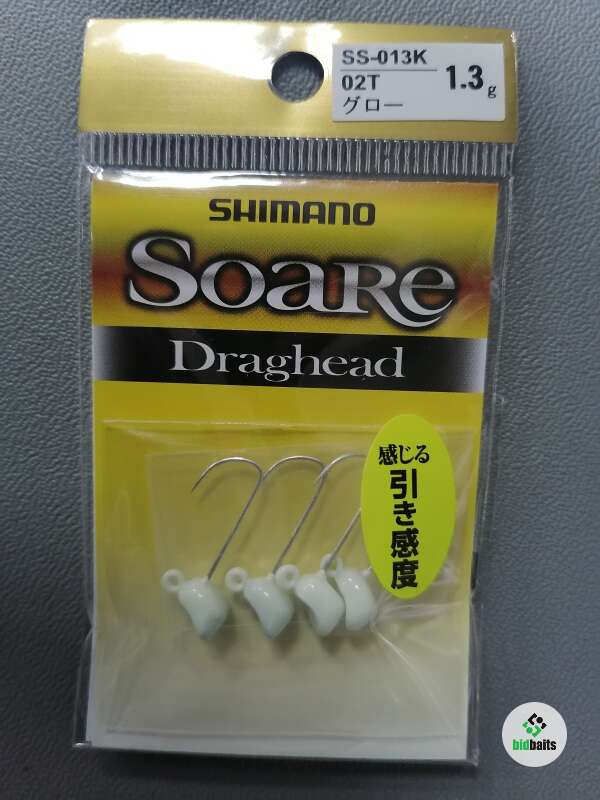 SS-013K
02T
グロー
1.3g
SHIMANO
SoaRe
Draghead
感じる
引き感度
bidbaits